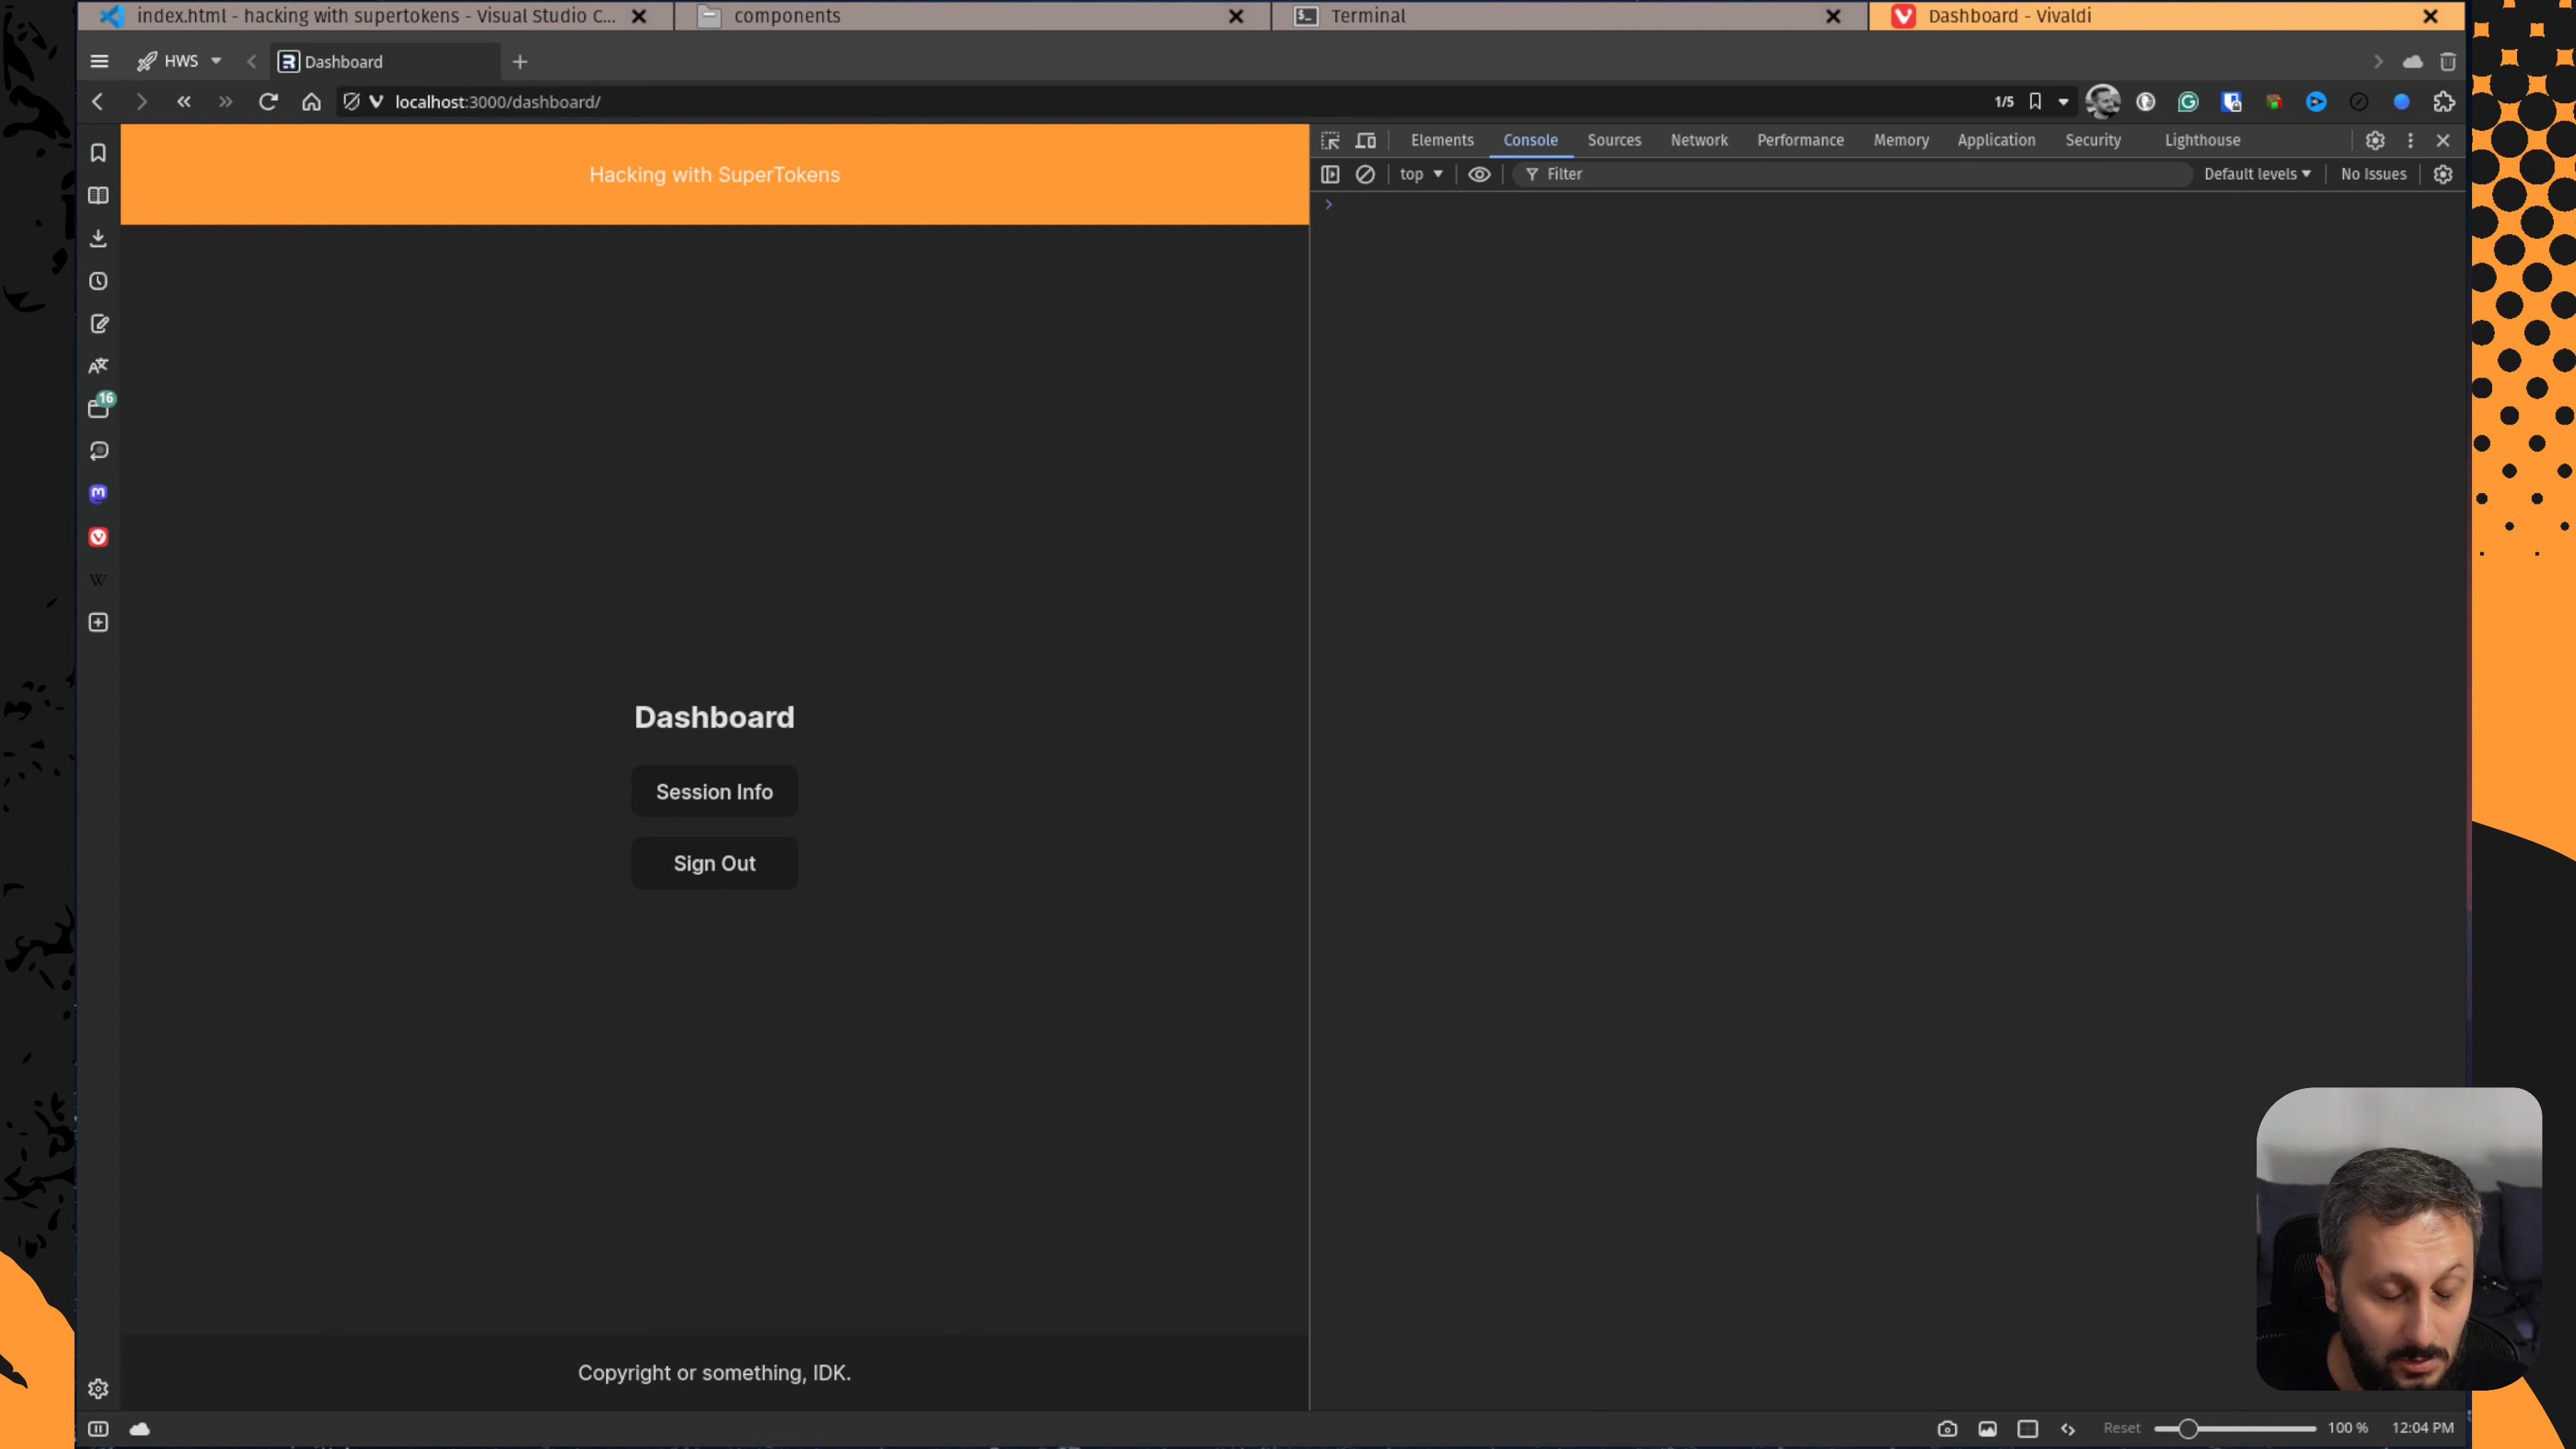 index.html - hacking with supertokens - Visual Studio C...
components
Terminal
Dashboard - Vivaldi
HWS
Dashboard
localhost:3000/dashboard/
1/5
Hacking with SuperTokens
Elements Console Sources Network Performance Memory Application Security Lighthouse
top
Filter
Default levels
No Issues
16
Dashboard
Session Info
Sign Out
Copyright or something, IDK.
Reset
100 %
12:04 PM